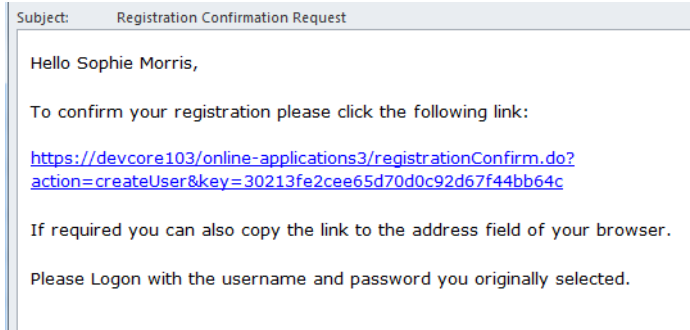 Subject: Registration Confirmation Request
Hello Sophie Morris,
To confirm your registration please click the following link:
https://devcore103/online-applications3/registrationConfirm.do?
action=createUser&key=30213fe2cee65d70d0c92d67f44bb64c
If required you can also copy the link to the address field of your browser.
Please Logon with the username and password you originally selected.